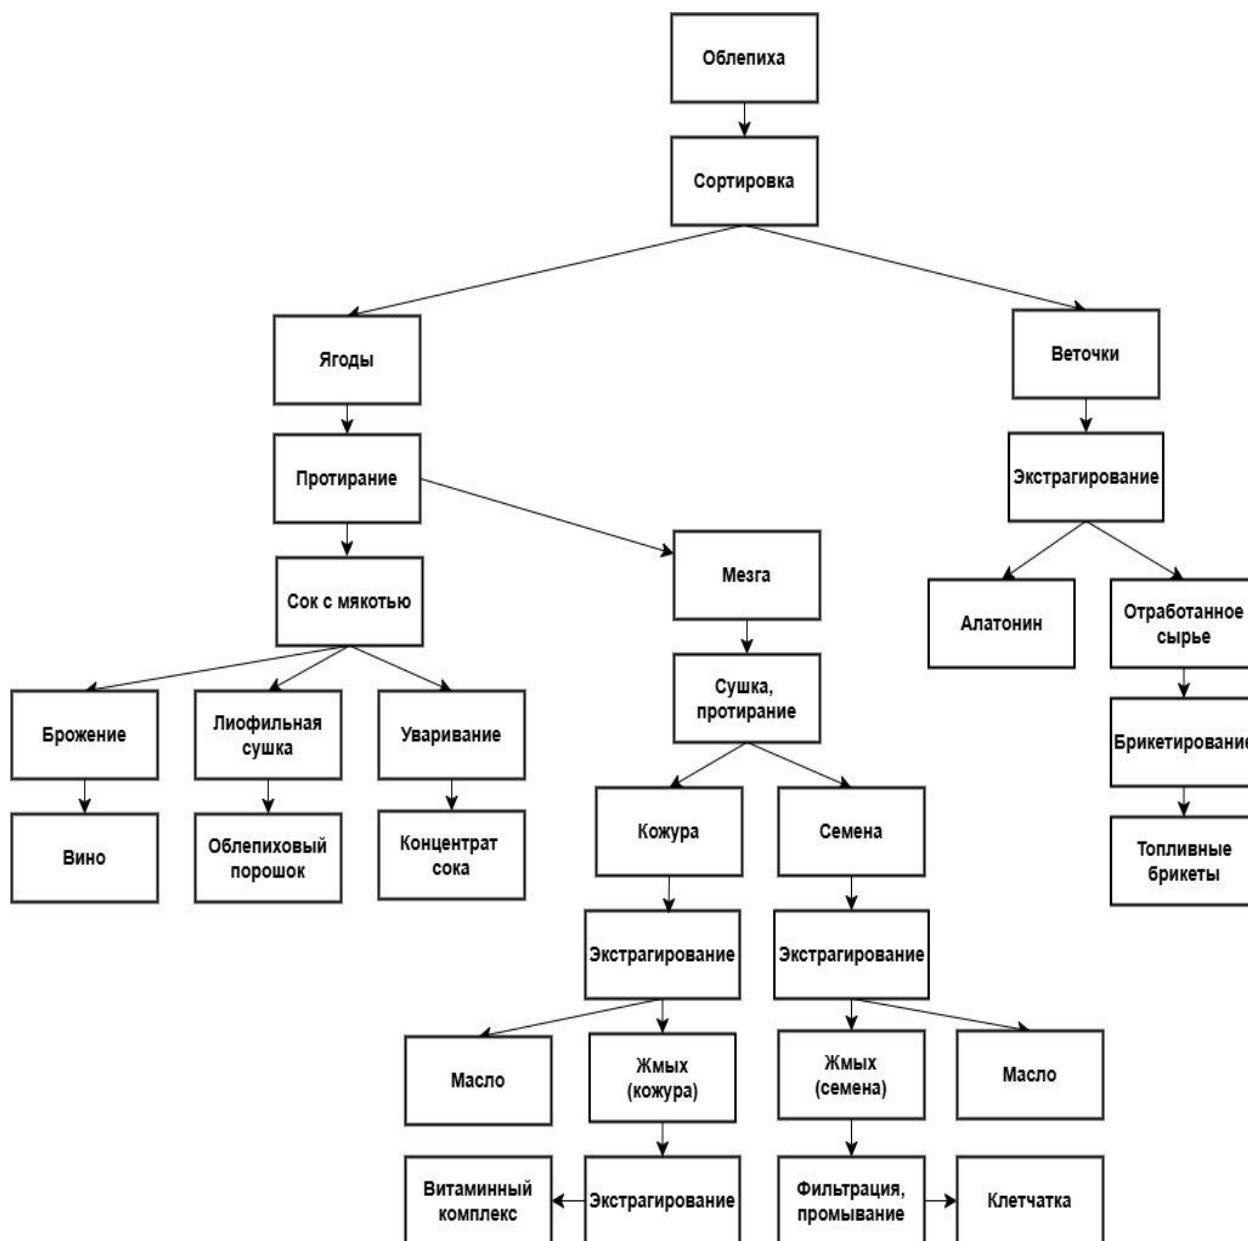 Облепиха
Сортировка
Ягоды
Веточки
Протирание
Экстрагирование
Сок с мякотью
Мезга
Алатонин
Отработанное
сырье
Брожение
Лиофильная
сушка
Уваривание
Сушка,
протирание
Брикетирование
Вино
Облепиховый
порошок
Концентрат
сока
Кожура
Семена
Топливные
брикеты
Экстрагирование
Экстрагирование
Масло
Жмых
(кожура)
Жмых
(семена)
Масло
Витаминный
комплекс
Экстрагирование
Фильтрация,
промывание
Клетчатка